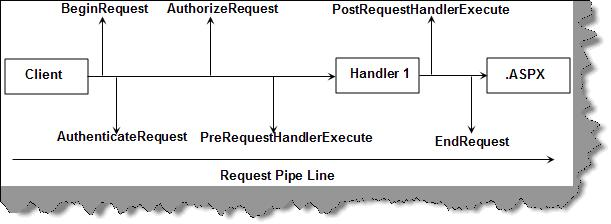 BeginRequest
AuthorizeRequest
PostRequestHandlerExecute
Client
Handler 1
.ASPX
AuthenticateRequest
PreRequestHandlerExecute
EndRequest
Request Pipe Line